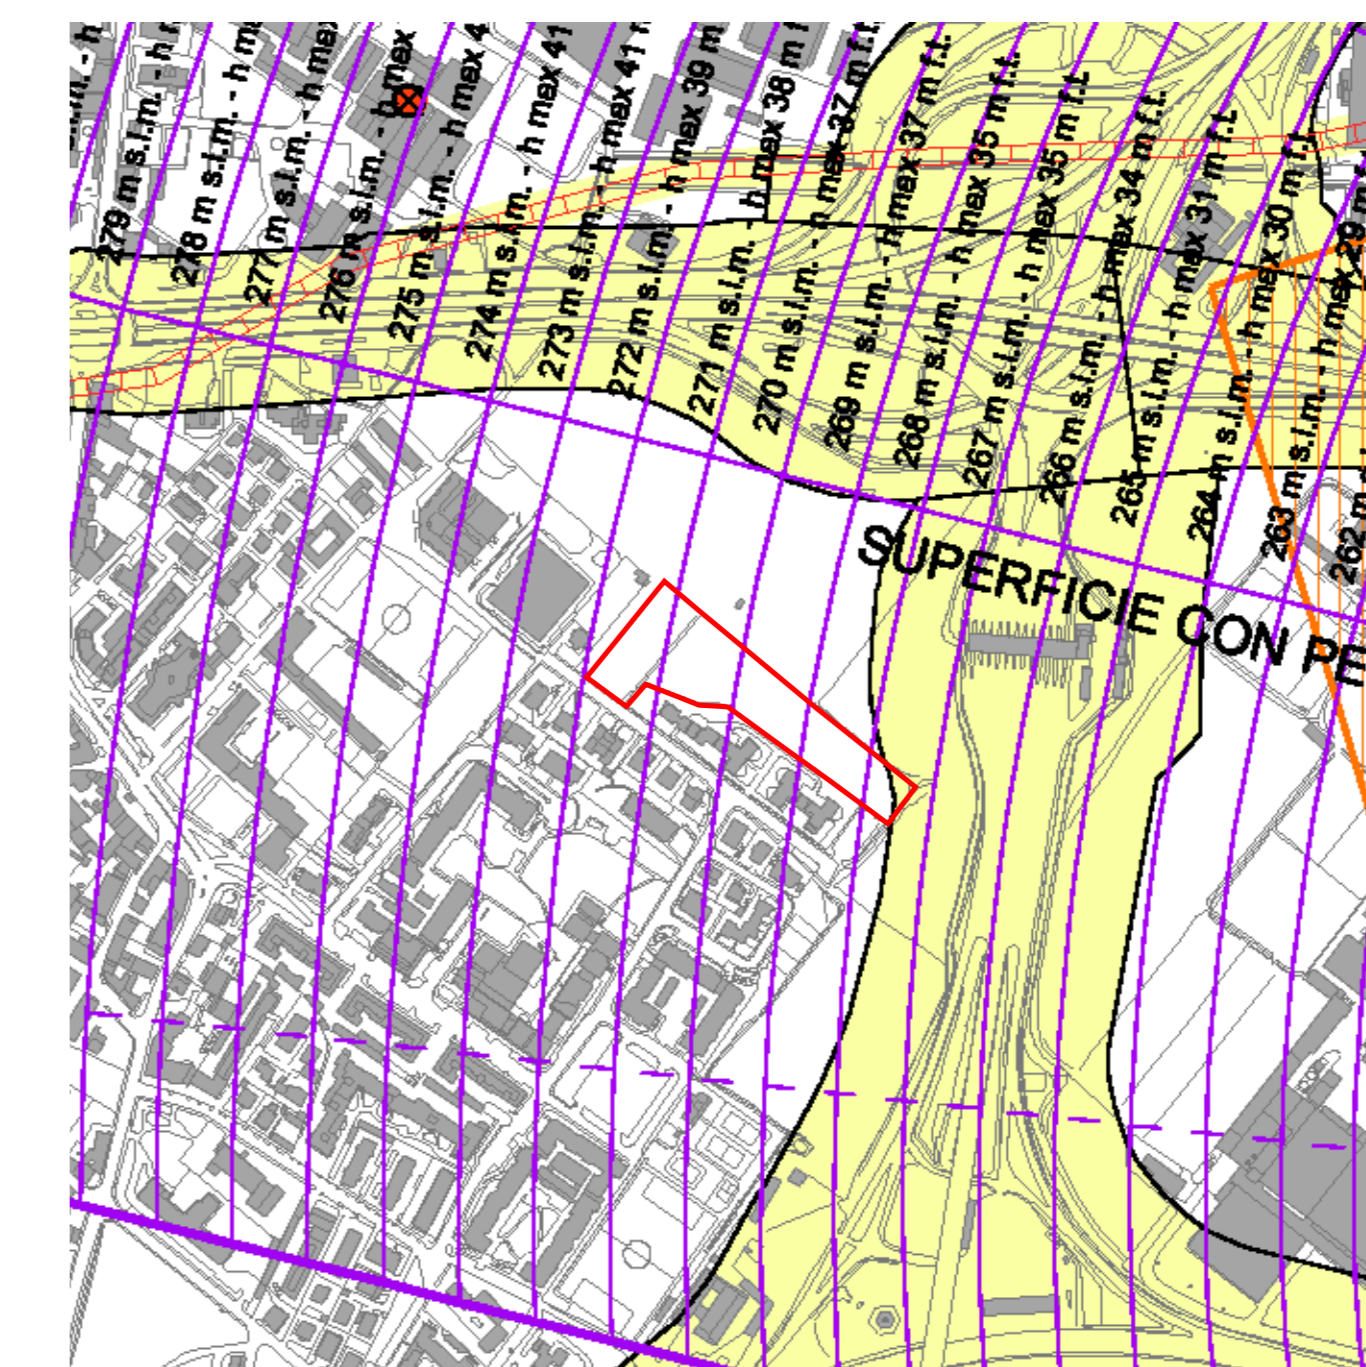 279 m s.l.m. - h
278 m s.l.m. - h
277 m s.l.m. - h
276 m s.l.m. - h max
275 m s.l.m. - h max 4
274 m s.l.m. - h max 41
273 m s.l.m. - h max 41
272 m s.l.m. - h max 39 m
271 m s.l.m. - h max 38 m
270 m s.l.m. - h max 37 m f.t.
269 m s.l.m. - h max 37 m f.t.
268 m s.l.m. - h max 35 m f.t.
267 m s.l.m. - h max 35 m f.t.
266 m s.l.m. - h max 34 m f.t.
265 m s.l.m. - h max 31 m f.t.
264 m s.l.m. - h max 30 m f.t.
263 m s.l.m. - h max 29 m
262 m
SUPERFICIE CON PE